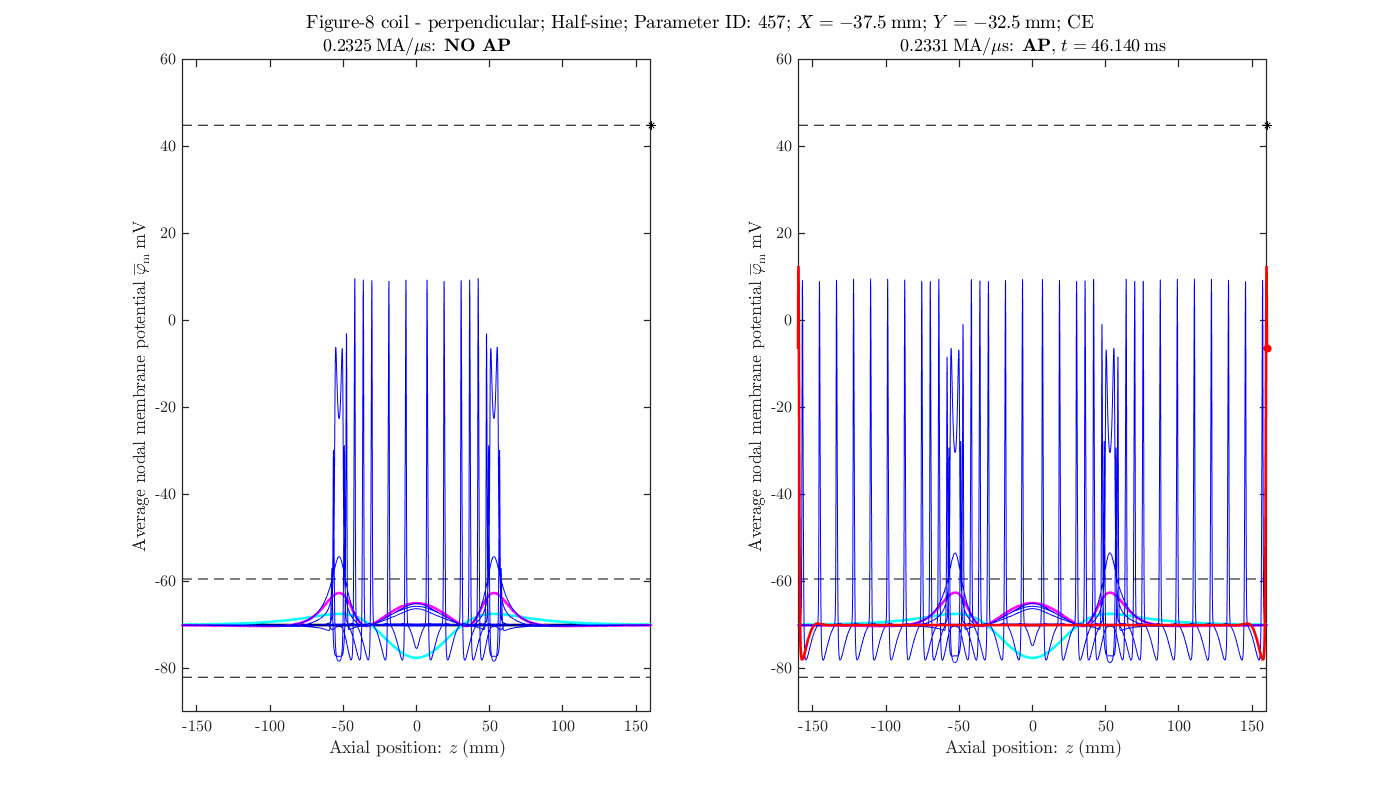 Figure-8 coil - perpendicular; Half-sine; Parameter ID: 457; X = −37.5 mm; Y = −32.5 mm; CE
0.2325 MA/μs: NO AP
60
40
20
0
-20
-40
-60
-80
-150 -100 -50 0 50 100 150
Axial position: z (mm)
Average nodal membrane potential φ̅m mV
0.2331 MA/μs: AP, t = 46.140 ms
60
40
20
0
-20
-40
-60
-80
-150 -100 -50 0 50 100 150
Axial position: z (mm)
Average nodal membrane potential φ̅m mV